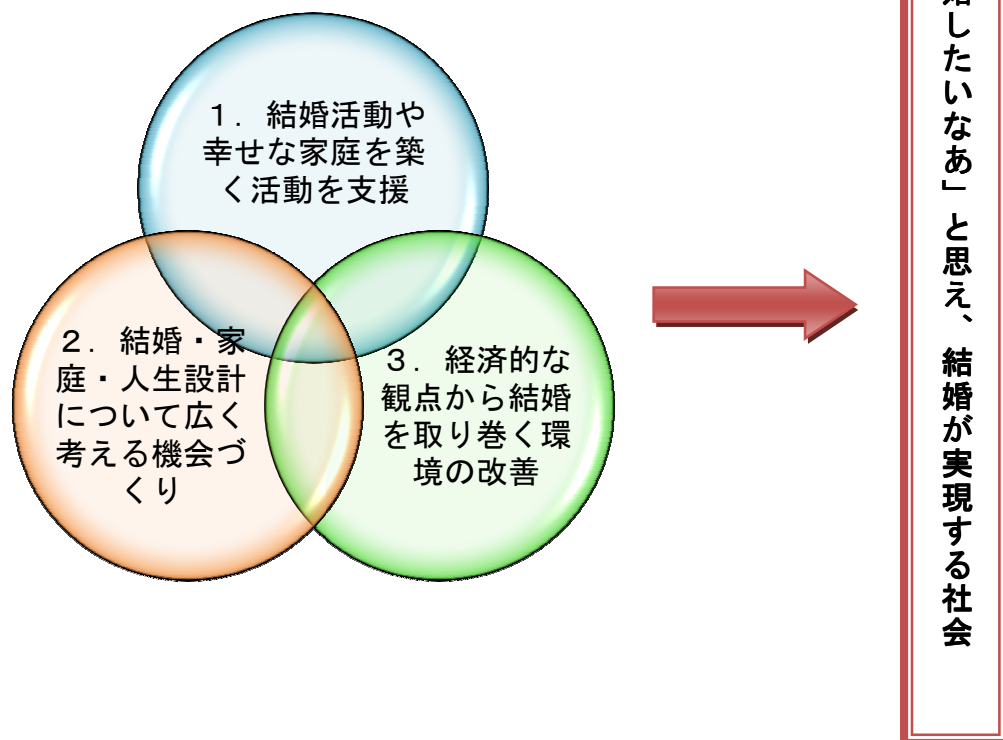 １．結婚活動や
幸せな家庭を築
く活動を支援
２．結婚・家
庭・人生設計
について広く
考える機会づ
くり
３．経済的な
観点から結婚
を取り巻く環
境の改善
したいなあ」と思え、結婚が実現する社会